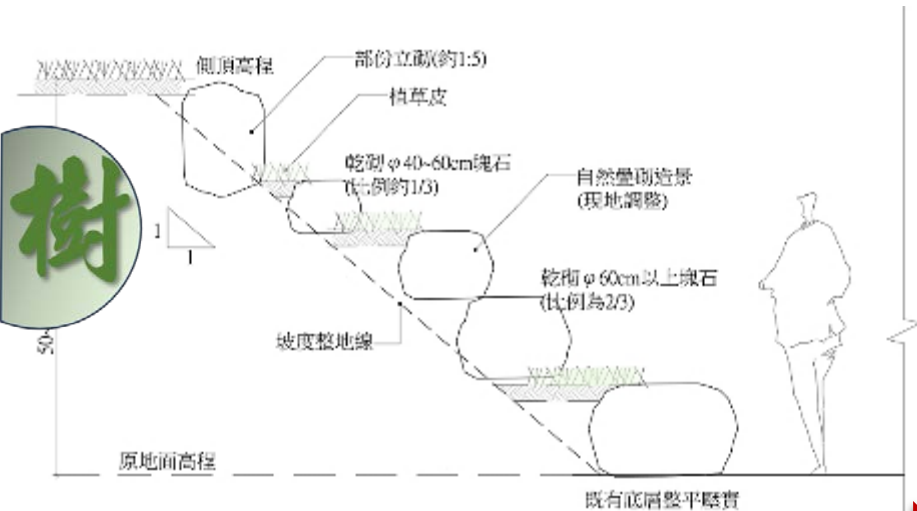 側頂高程
部份立勳(約1:5)
植草皮
乾砌φ40~60cm塊石
(比例約1/3)
自然疊砌造景
(現地調整)
樹
1
1
乾砌φ60cm以上塊石
(比例為2/3)
坡度整地線
50~
原地面高程
既有底層整平壓實